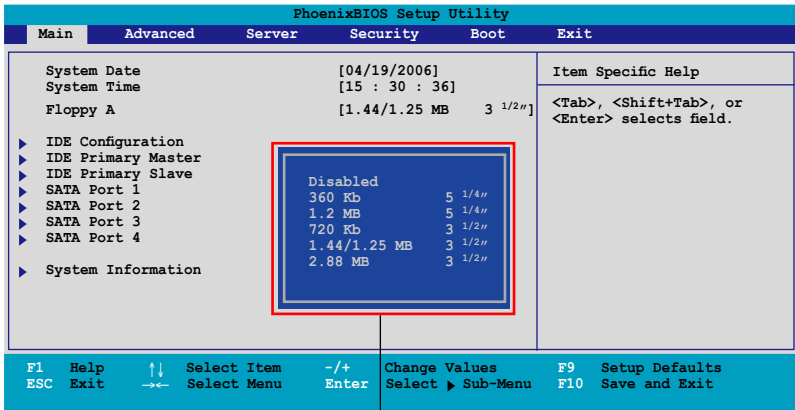 PhoenixBIOS Setup Utility
Main Advanced Server Security Boot Exit
System Date [04/19/2006]
System Time [15 : 30 : 36]
Floppy A [1.44/1.25 MB 3 1/2″]
IDE Configuration
IDE Primary Master
IDE Primary Slave
SATA Port 1
SATA Port 2
SATA Port 3
SATA Port 4
System Information
Disabled
360 Kb 5 1/4″
1.2 MB 5 1/4″
720 Kb 3 1/2″
1.44/1.25 MB 3 1/2″
2.88 MB 3 1/2″
Item Specific Help
<Tab>, <Shift+Tab>, or
<Enter> selects field.
F1 Help ↑↓ Select Item -/+ Change Values F9 Setup Defaults
ESC Exit →← Select Menu Enter Select ▶ Sub-Menu F10 Save and Exit